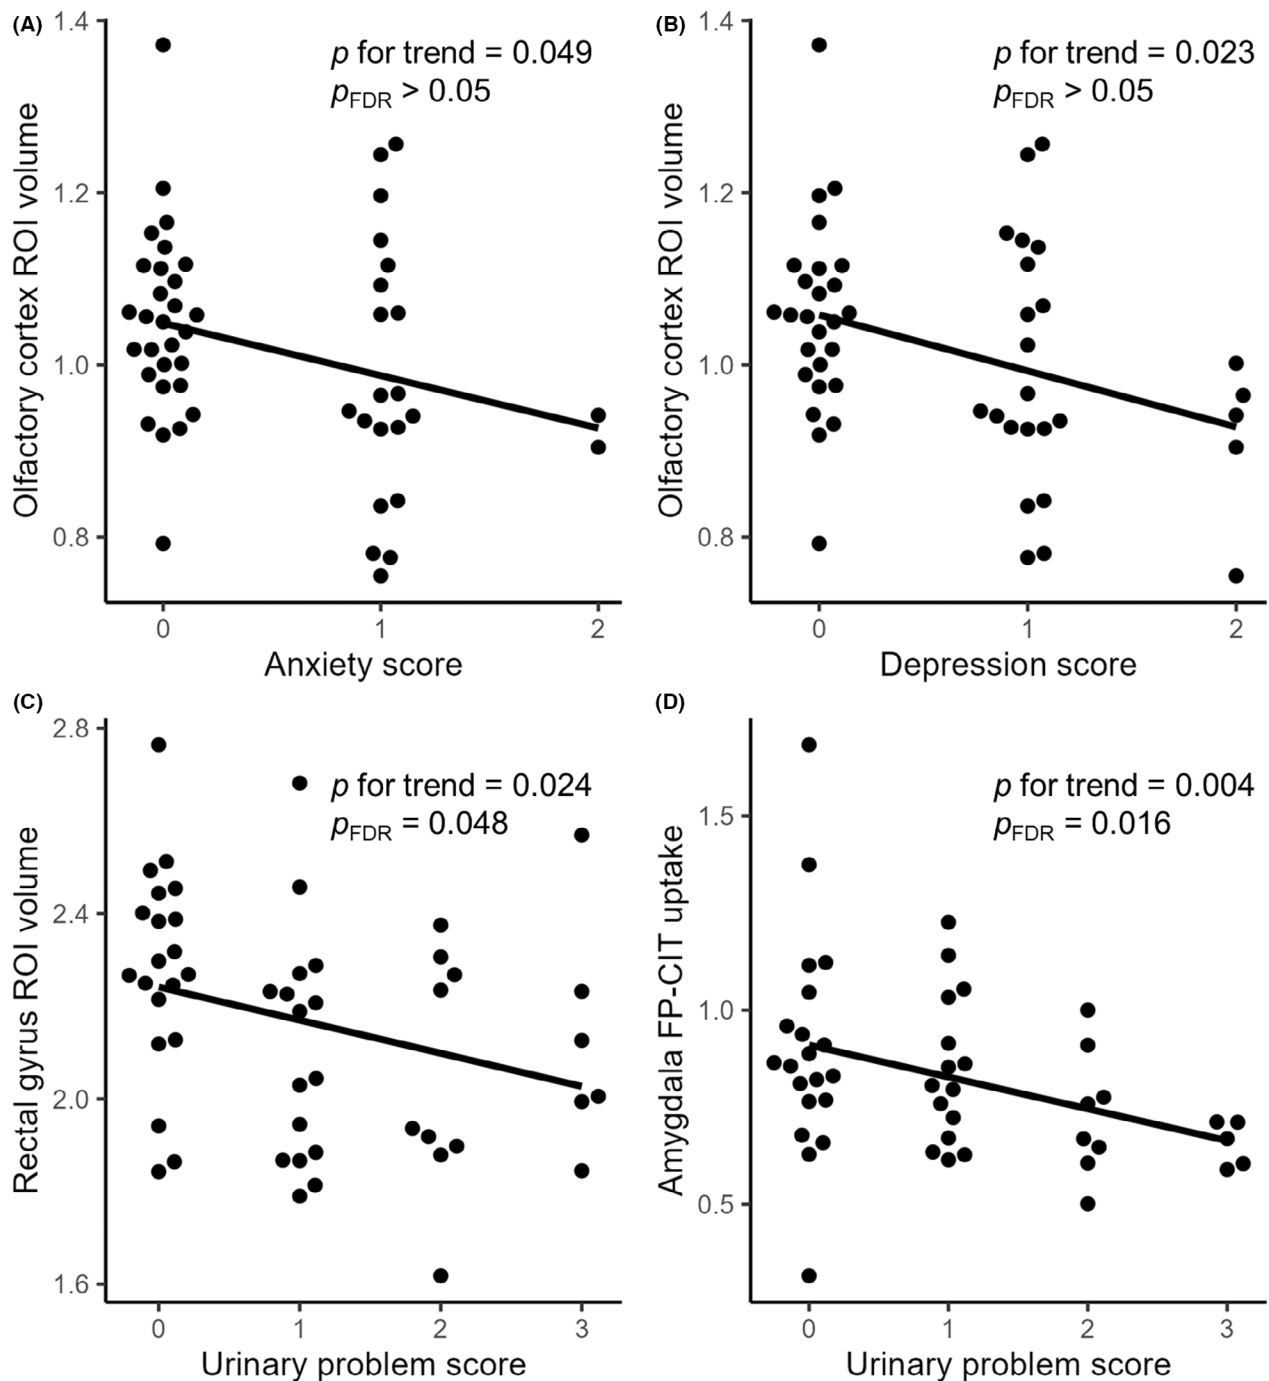 (A)
1.4
1.2
1.0
0.8
Olfactory cortex ROI volume
p for trend = 0.049
pFDR > 0.05
0 1 2
Anxiety score
(B)
1.4
1.2
1.0
0.8
Olfactory cortex ROI volume
p for trend = 0.023
pFDR > 0.05
0 1 2
Depression score
(C)
2.8
2.4
2.0
1.6
Rectal gyrus ROI volume
p for trend = 0.024
pFDR = 0.048
0 1 2 3
Urinary problem score
(D)
1.5
1.0
0.5
Amygdala FP-CIT uptake
p for trend = 0.004
pFDR = 0.016
0 1 2 3
Urinary problem score